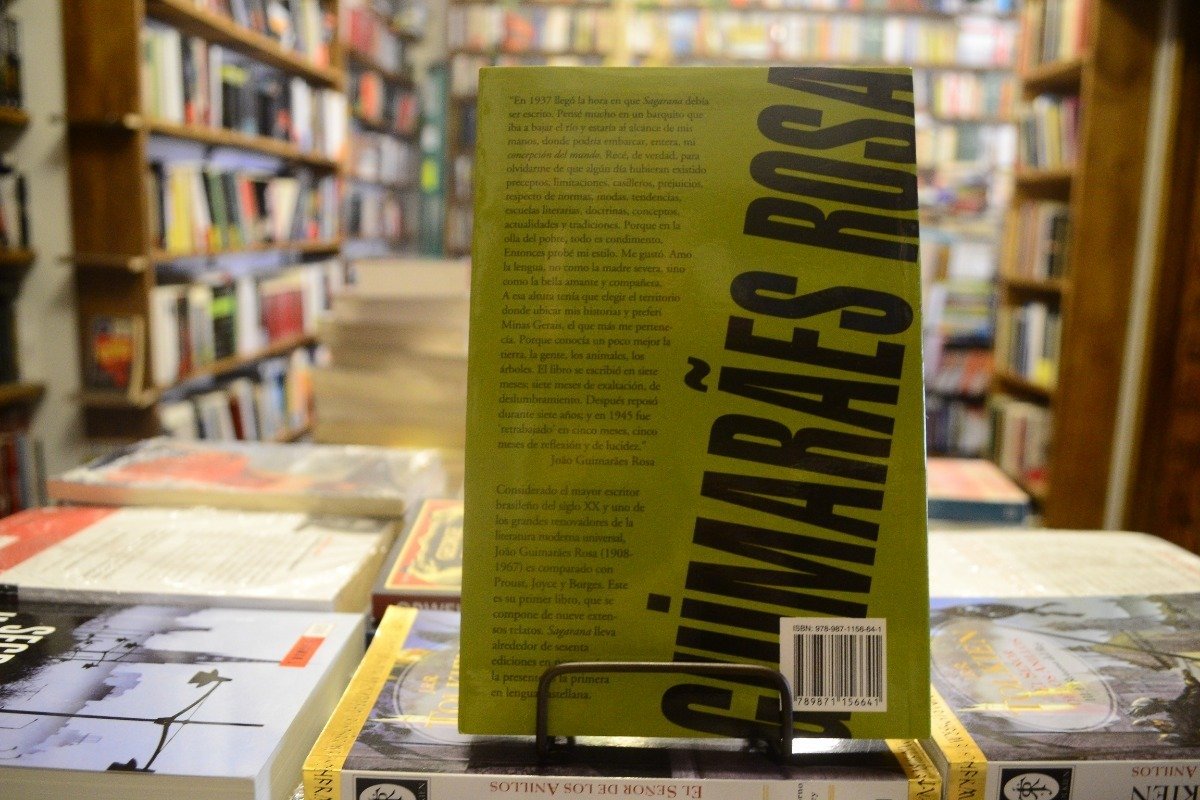 "En 1937 llegó la hora en que Sagarana debía
ser escrito. Pensé mucho en un barquito que
iba a bajar el río y estaría al alcance de mis
manos, donde podría embarcar, entera, mi
concepción del mundo. Recé, de verdad, para
olvidarme de que algún día hubieran existido
preceptos, limitaciones, casilleros, prejuicios,
respecto de normas, modas, tendencias,
escuelas literarias, doctrinas, conceptos,
actualidades y tradiciones. Porque en la
olla del pobre, todo es condimento.
Entonces probé mi estilo. Me gustó. Amo
la lengua, no como la madre severa, sino
como la bella amante y compañera.
A esa altura tenía que elegir el territorio
donde ubicar mis historias y preferí
Minas Gerais, el que más me pertene-
cía. Porque conocía un poco mejor la
tierra, la gente, los animales, los
árboles. El libro se escribió en siete
meses; siete meses de exaltación, de
deslumbramiento. Después reposó
durante siete años; y en 1945 fue
'retrabajado' en cinco meses, cinco
meses de reflexión y de lucidez."
João Guimarães Rosa
Considerado el mayor escritor
brasileño del siglo XX y uno de
los grandes renovadores de la
literatura moderna universal,
João Guimarães Rosa (1908-
1967) es comparado con
Proust, Joyce y Borges. Este
es su primer libro, que se
compone de nueve exten-
sos relatos. Sagarana lleva
alrededor de sesenta
ediciones en
la presente la primera
en lengua castellana.
GUIMARÃES ROSA
ISBN: 978-987-1156-64-1
789871 156641
EL SEÑOR DE LOS ANILLOS
KIEN
ANILLOS